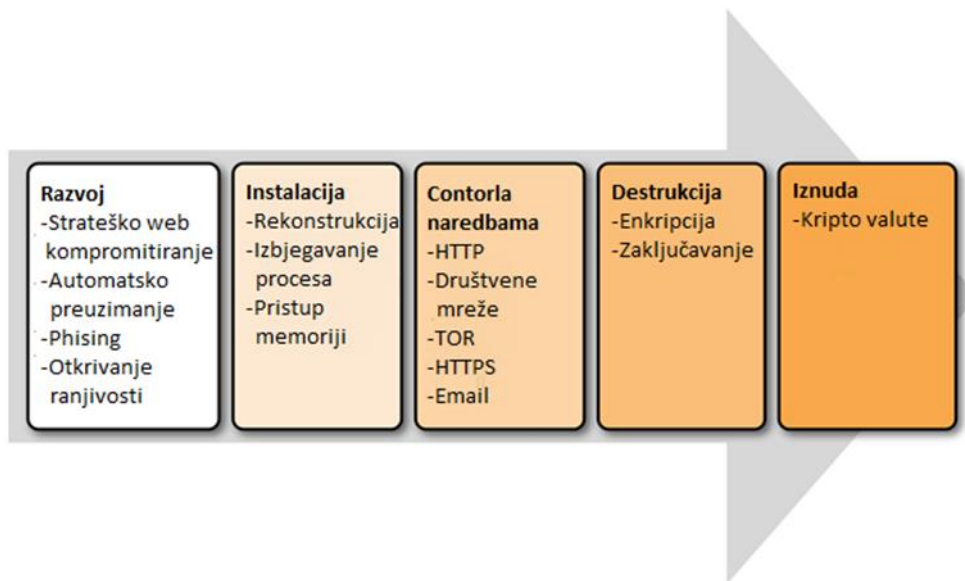 Razvoj
-Strateško web
kompromitiranje
-Automatsko
preuzimanje
-Phising
-Otkrivanje
ranjivosti
Instalacija
-Rekonstrukcija
-Izbjegavanje
procesa
-Pristup
memoriji
Contorla
naredbama
-HTTP
-Društvene
mreže
-TOR
-HTTPS
-Email
Destrukcija
-Enkripcija
-Zaključavanje
Iznuda
-Kripto valute